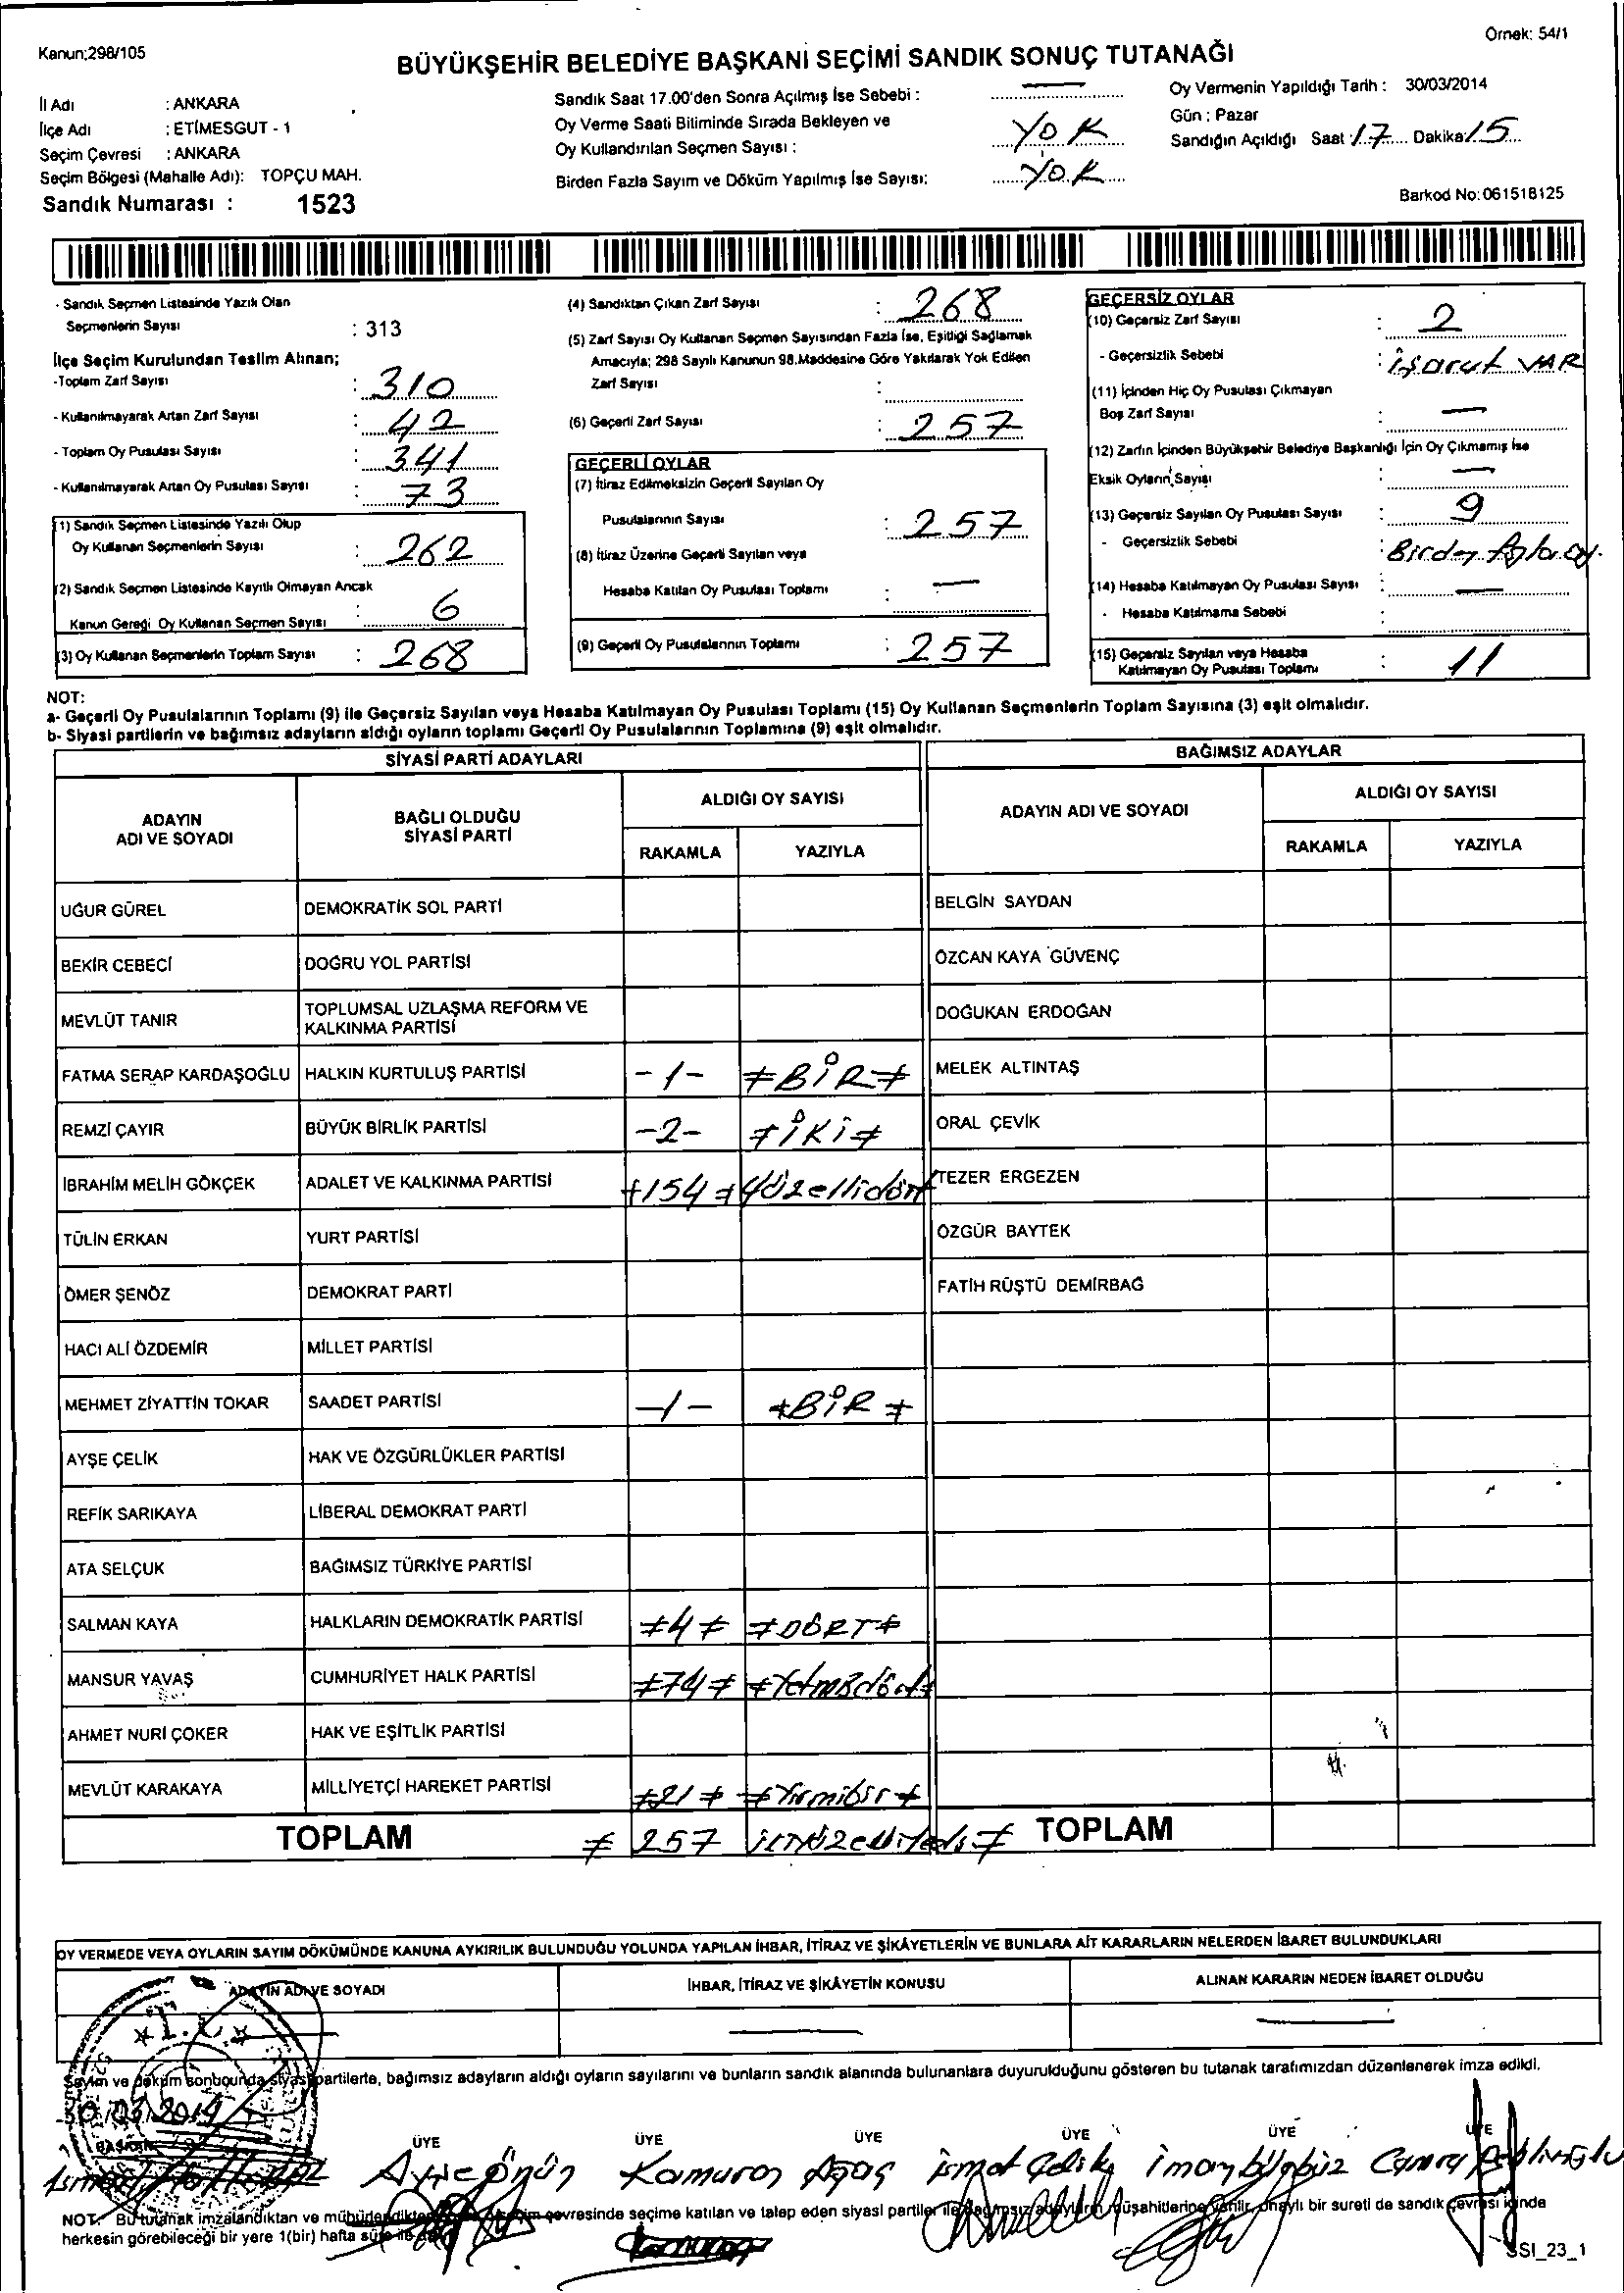 Kanun;298/105
Örnek: 54/1
BÜYÜKŞEHİR BELEDİYE BAŞKANI SEÇİMİ SANDIK SONUÇ TUTANAĞI
İl Adı : ANKARA
İlçe Adı : ETİMESGUT - 1
Seçim Çevresi : ANKARA
Seçim Bölgesi (Mahalle Adı): TOPÇU MAH.
Sandık Numarası : 1523
Sandık Saat 17.00'den Sonra Açılmış İse Sebebi : —
Oy Verme Saati Bitiminde Sırada Bekleyen ve
Oy Kullandırılan Seçmen Sayısı : YOK
Birden Fazla Sayım ve Döküm Yapılmış İse Sayısı: YOK
Oy Vermenin Yapıldığı Tarih : 30/03/2014
Gün : Pazar
Sandığın Açıldığı Saat : 17 Dakika 15
Barkod No:061518125
- Sandık Seçmen Listesinde Yazılı Olan
Seçmenlerin Sayısı : 313
İlçe Seçim Kurulundan Teslim Alınan;
-Toplam Zarf Sayısı : 310
- Kullanılmayarak Artan Zarf Sayısı : 42
- Toplam Oy Pusulası Sayısı : 341
- Kullanılmayarak Artan Oy Pusulası Sayısı : 73
(1) Sandık Seçmen Listesinde Yazılı Olup
Oy Kullanan Seçmenlerin Sayısı : 262
(2) Sandık Seçmen Listesinde Kayıtlı Olmayan Ancak
Kanun Gereği Oy Kullanan Seçmen Sayısı : 6
(3) Oy Kullanan Seçmenlerin Toplam Sayısı : 268
(4) Sandıktan Çıkan Zarf Sayısı : 268
(5) Zarf Sayısı Oy Kullanan Seçmen Sayısından Fazla İse, Eşitliği Sağlamak
Amacıyla; 298 Sayılı Kanunun 98.Maddesine Göre Yakılarak Yok Edilen
Zarf Sayısı :
(6) Geçerli Zarf Sayısı : 257
GEÇERLİ OYLAR
(7) İtiraz Edilmeksizin Geçerli Sayılan Oy
Pusulalarının Sayısı : 257
(8) İtiraz Üzerine Geçerli Sayılan veya
Hesaba Katılan Oy Pusulası Toplamı : —
(9) Geçerli Oy Pusulalarının Toplamı : 257
GEÇERSİZ OYLAR
(10) Geçersiz Zarf Sayısı : 2
- Geçersizlik Sebebi : işaret VAR
(11) İçinden Hiç Oy Pusulası Çıkmayan
Boş Zarf Sayısı : —
(12) Zarfın İçinden Büyükşehir Belediye Başkanlığı İçin Oy Çıkmamış İse
Eksik Oyların Sayısı : —
(13) Geçersiz Sayılan Oy Pusulası Sayısı : 9
- Geçersizlik Sebebi : Birden fazla oy.
(14) Hesaba Katılmayan Oy Pusulası Sayısı : —
- Hesaba Katılmama Sebebi :
(15) Geçersiz Sayılan veya Hesaba
Katılmayan Oy Pusulası Toplamı : 11
NOT:
a- Geçerli Oy Pusulalarının Toplamı (9) ile Geçersiz Sayılan veya Hesaba Katılmayan Oy Pusulası Toplamı (15) Oy Kullanan Seçmenlerin Toplam Sayısına (3) eşit olmalıdır.
b- Siyasi partilerin ve bağımsız adayların aldığı oyların toplamı Geçerli Oy Pusulalarının Toplamına (9) eşit olmalıdır.
SİYASİ PARTİ ADAYLARI
BAĞIMSIZ ADAYLAR
ADAYIN
ADI VE SOYADI
BAĞLI OLDUĞU
SİYASİ PARTİ
ALDIĞI OY SAYISI
RAKAMLA YAZIYLA
ADAYIN ADI VE SOYADI
ALDIĞI OY SAYISI
RAKAMLA YAZIYLA
UĞUR GÜREL DEMOKRATİK SOL PARTİ BELGİN SAYDAN
BEKİR CEBECİ DOĞRU YOL PARTİSİ ÖZCAN KAYA GÜVENÇ
MEVLÜT TANIR TOPLUMSAL UZLAŞMA REFORM VE
KALKINMA PARTİSİ DOĞUKAN ERDOĞAN
FATMA SERAP KARDAŞOĞLU HALKIN KURTULUŞ PARTİSİ -1- ≠BİR≠ MELEK ALTINTAŞ
REMZİ ÇAYIR BÜYÜK BİRLİK PARTİSİ -2- ≠İKİ≠ ORAL ÇEVİK
İBRAHİM MELİH GÖKÇEK ADALET VE KALKINMA PARTİSİ ≠154≠ yüzellidört TEZER ERGEZEN
TÜLİN ERKAN YURT PARTİSİ ÖZGÜR BAYTEK
ÖMER ŞENÖZ DEMOKRAT PARTİ FATİH RÜŞTÜ DEMİRBAĞ
HACI ALİ ÖZDEMİR MİLLET PARTİSİ
MEHMET ZİYATTİN TOKAR SAADET PARTİSİ -1- ≠BİR≠
AYŞE ÇELİK HAK VE ÖZGÜRLÜKLER PARTİSİ
REFİK SARIKAYA LİBERAL DEMOKRAT PARTİ
ATA SELÇUK BAĞIMSIZ TÜRKİYE PARTİSİ
SALMAN KAYA HALKLARIN DEMOKRATİK PARTİSİ ≠4≠ ≠DÖRT≠
MANSUR YAVAŞ CUMHURİYET HALK PARTİSİ ≠74≠ ≠Yetmişdört≠
AHMET NURİ ÇOKER HAK VE EŞİTLİK PARTİSİ
MEVLÜT KARAKAYA MİLLİYETÇİ HAREKET PARTİSİ ≠21≠ ≠Yirmibir≠
TOPLAM ≠ 257 ikiyüzelliyedi≠ TOPLAM
OY VERMEDE VEYA OYLARIN SAYIM DÖKÜMÜNDE KANUNA AYKIRILIK BULUNDUĞU YOLUNDA YAPILAN İHBAR, İTİRAZ VE ŞİKÂYETLERİN VE BUNLARA AİT KARARLARIN NELERDEN İBARET BULUNDUKLARI
ADAYIN ADI VE SOYADI İHBAR, İTİRAZ VE ŞİKÂYETİN KONUSU ALINAN KARARIN NEDEN İBARET OLDUĞU
T.C.
Sayım ve döküm sonucunda siyasi partilerle, bağımsız adayların aldığı oyların sayılarını ve bunların sandık alanında bulunanlara duyurulduğunu gösteren bu tutanak tarafımızdan düzenlenerek imza edildi.
30/03/2014
BAŞKAN ÜYE ÜYE ÜYE ÜYE ÜYE ÜYE
Ayşe Önün Kamuran Ağaç ismet Çelik
NOT: Bu tutanak imzalandıktan ve mühürlendikten çevresinde seçime katılan ve talep eden siyasi partiler ile bağımsız adayların müşahitlerine verilir, onaylı bir sureti de sandık çevresi içinde
herkesin görebileceği bir yere 1(bir) hafta süre ile
SSI_23_1